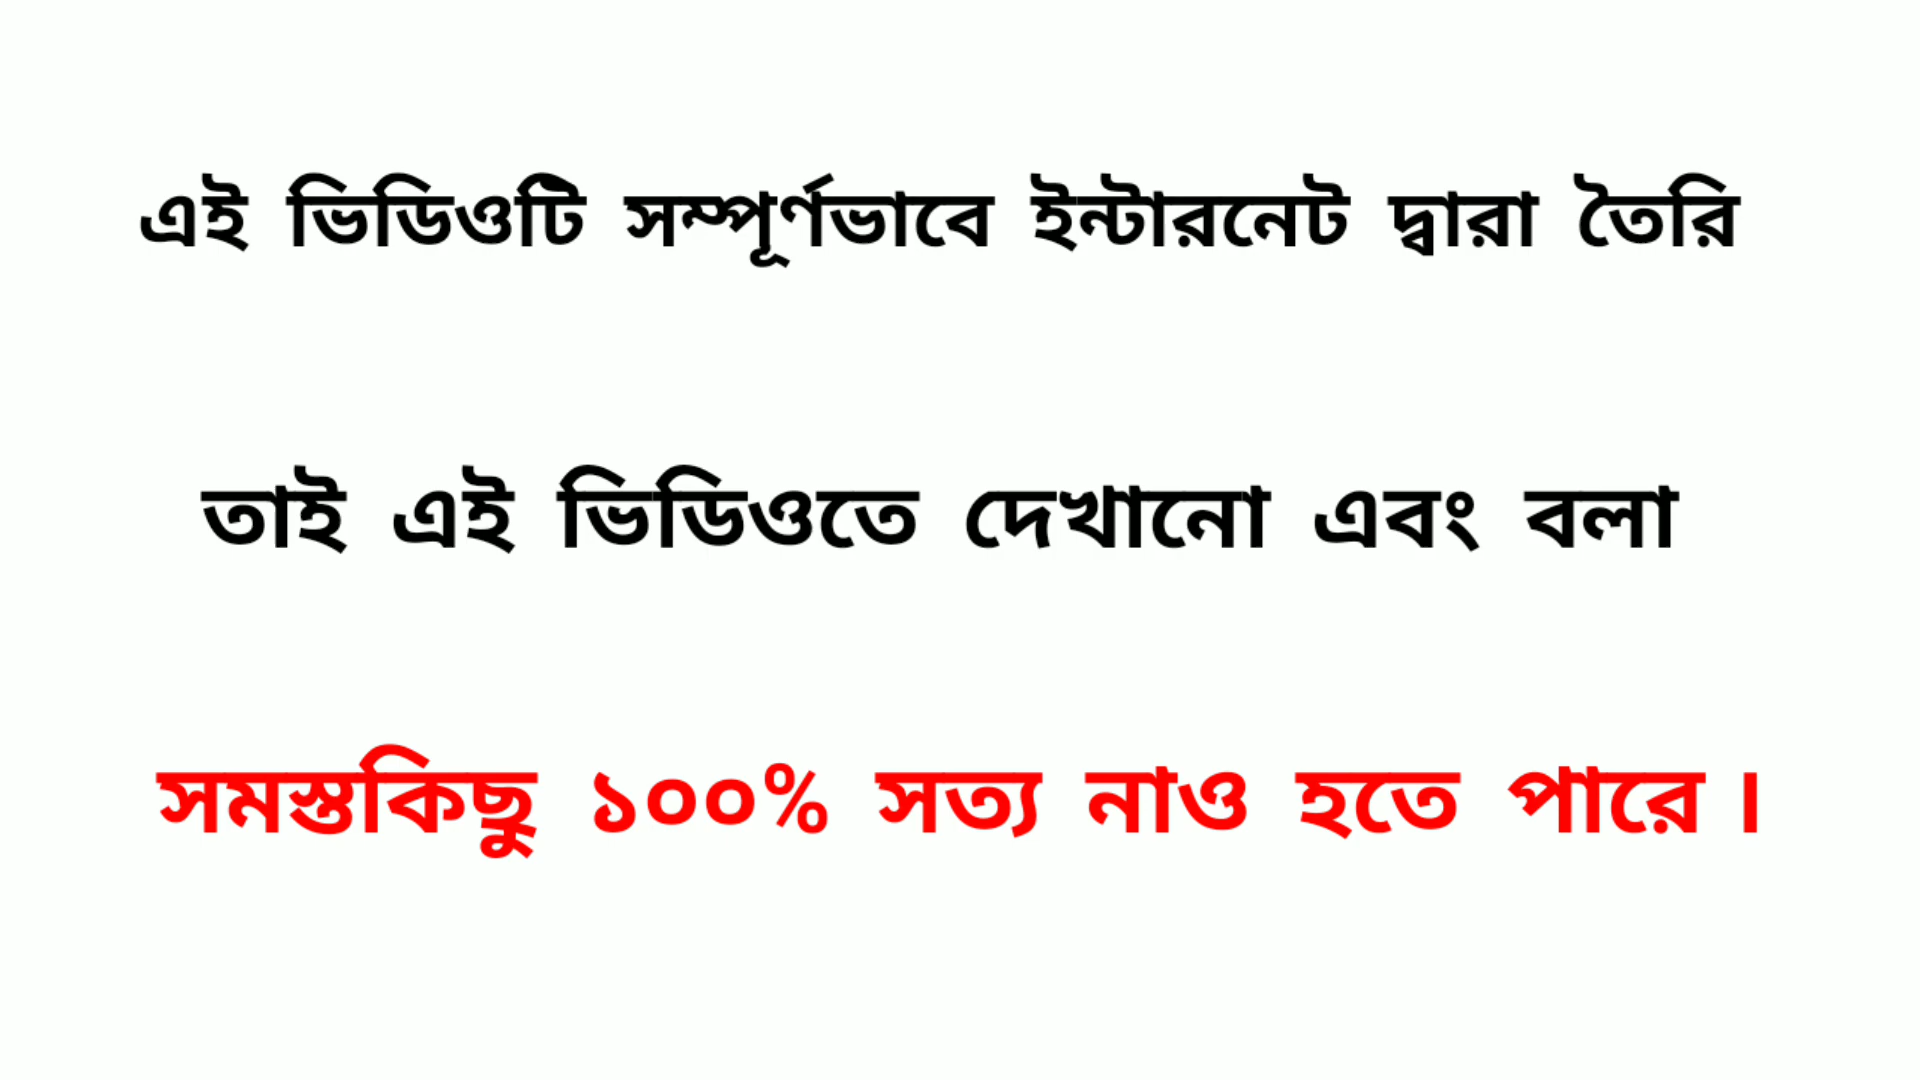 এই ভিডিওটি সম্পূর্ণভাবে ইন্টারনেট দ্বারা তৈরি
তাই এই ভিডিওতে দেখানো এবং বলা
সমস্তকিছু ১০০% সত্য নাও হতে পারে ।